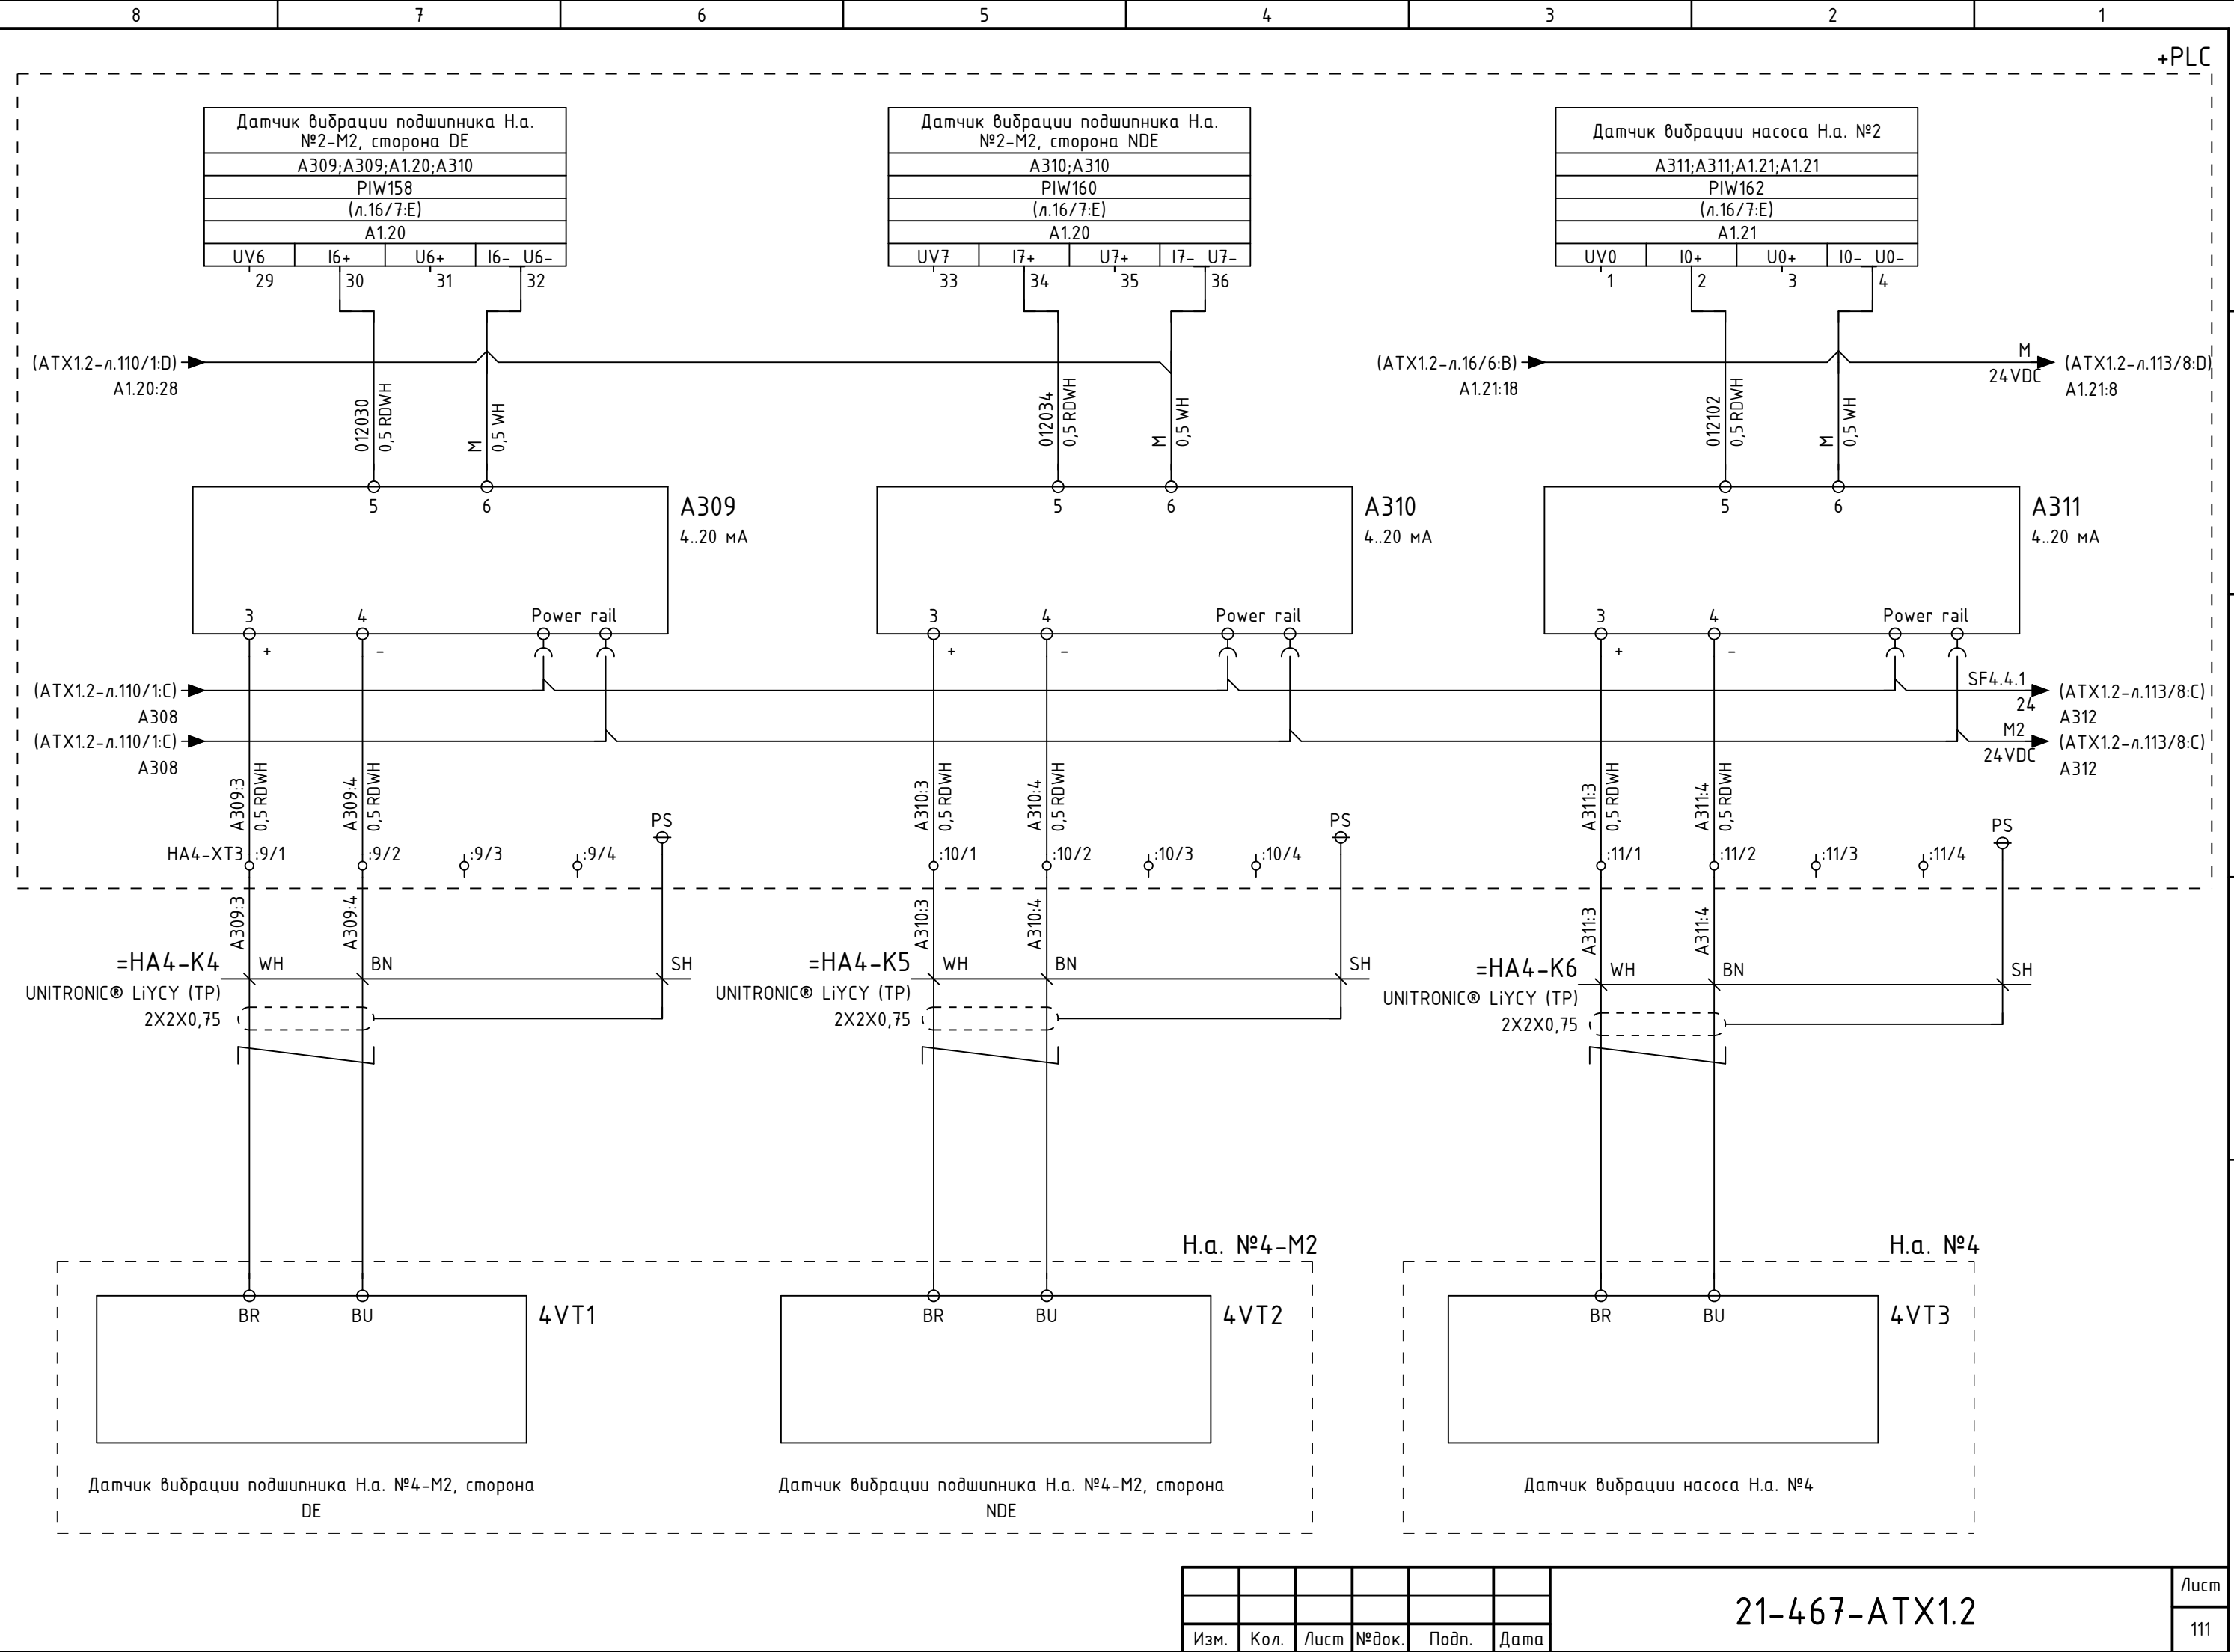 8 7 6 5 4 3 2 1
+PLC
Датчик вибрации подшипника Н.а.
№2-М2, сторона DE
A309;A309;A1.20;A310
PIW158
(л.16/7:E)
A1.20
UV6 I6+ U6+ I6- U6-
29 30 31 32
Датчик вибрации подшипника Н.а.
№2-М2, сторона NDE
A310;A310
PIW160
(л.16/7:E)
A1.20
UV7 I7+ U7+ I7- U7-
33 34 35 36
Датчик вибрации насоса Н.а. №2
A311;A311;A1.21;A1.21
PIW162
(л.16/7:E)
A1.21
UV0 I0+ U0+ I0- U0-
1 2 3 4
(ATX1.2-л.110/1:D)
A1.20:28
(ATX1.2-л.16/6:B)
A1.21:18
M
24VDC
(ATX1.2-л.113/8:D)
A1.21:8
012030
0,5 RDWH
M
0,5 WH
012034
0,5 RDWH
M
0,5 WH
012102
0,5 RDWH
M
0,5 WH
5 6
A309
4..20 мА
3 4 Power rail
+ -
5 6
A310
4..20 мА
3 4 Power rail
+ -
5 6
A311
4..20 мА
3 4 Power rail
+ -
(ATX1.2-л.110/1:C)
A308
(ATX1.2-л.110/1:C)
A308
SF4.4.1
24
(ATX1.2-л.113/8:C)
A312
M2
24VDC
(ATX1.2-л.113/8:C)
A312
A309:3
0,5 RDWH
A309:4
0,5 RDWH
A310:3
0,5 RDWH
A310:4
0,5 RDWH
A311:3
0,5 RDWH
A311:4
0,5 RDWH
HA4-XT3 :9/1 :9/2 :9/3 :9/4 PS
:10/1 :10/2 :10/3 :10/4 PS
:11/1 :11/2 :11/3 :11/4 PS
A309:3
A309:4
A310:3
A310:4
A311:3
A311:4
=HA4-K4 WH BN SH
UNITRONIC® LiYCY (TP)
2X2X0,75
=HA4-K5 WH BN SH
UNITRONIC® LiYCY (TP)
2X2X0,75
=HA4-K6 WH BN SH
UNITRONIC® LiYCY (TP)
2X2X0,75
Н.а. №4-М2
Н.а. №4
BR BU 4VT1
BR BU 4VT2
BR BU 4VT3
Датчик вибрации подшипника Н.а. №4-М2, сторона
DE
Датчик вибрации подшипника Н.а. №4-М2, сторона
NDE
Датчик вибрации насоса Н.а. №4
Изм. Кол. Лист №док. Подп. Дата
21-467-ATX1.2
Лист
111